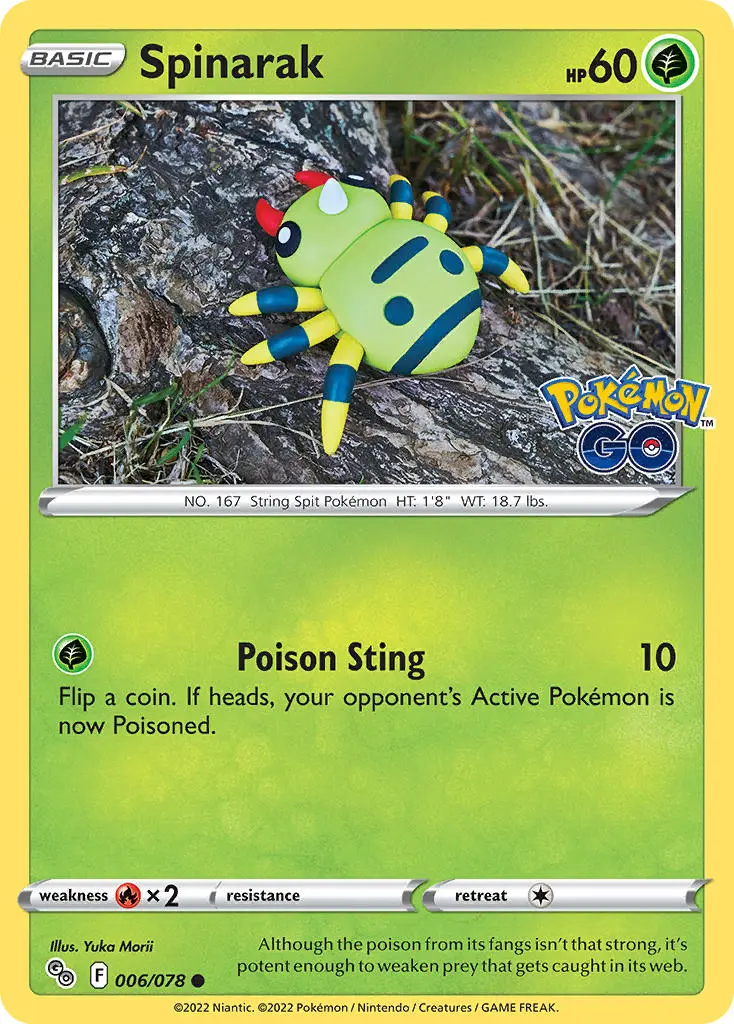 BASIC Spinarak HP60
POKéMON
GO™
NO. 167 String Spit Pokémon HT: 1'8" WT: 18.7 lbs.
Poison Sting 10
Flip a coin. If heads, your opponent's Active Pokémon is
now Poisoned.
weakness ×2 resistance retreat
Illus. Yuka Morii
Although the poison from its fangs isn't that strong, it's
potent enough to weaken prey that gets caught in its web.
GO F 006/078
©2022 Niantic. ©2022 Pokémon / Nintendo / Creatures / GAME FREAK.